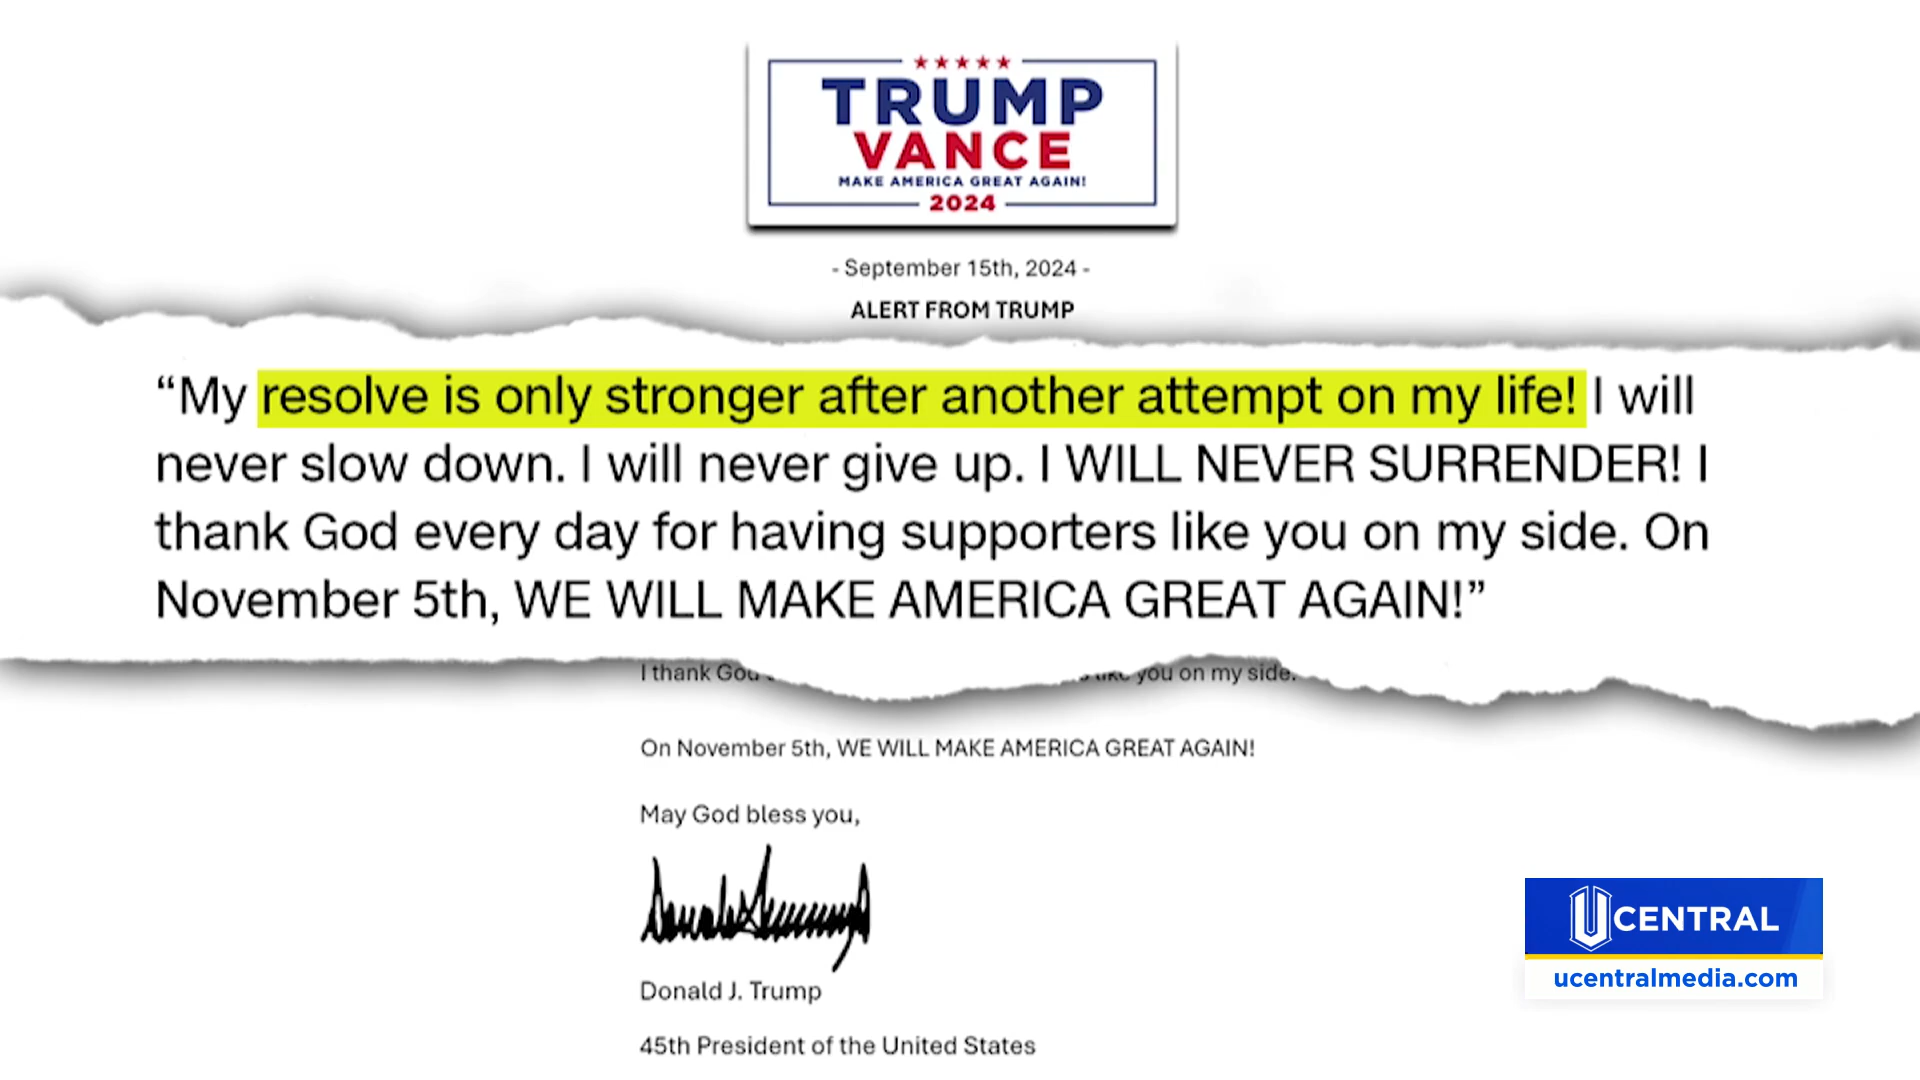 TRUMP
VANCE
MAKE AMERICA GREAT AGAIN!
2024
- September 15th, 2024 -
ALERT FROM TRUMP
“My resolve is only stronger after another attempt on my life! I will
never slow down. I will never give up. I WILL NEVER SURRENDER! I
thank God every day for having supporters like you on my side. On
November 5th, WE WILL MAKE AMERICA GREAT AGAIN!”
I thank God like you on my side.
On November 5th, WE WILL MAKE AMERICA GREAT AGAIN!
May God bless you,
Donald J. Trump
45th President of the United States
UCENTRAL
ucentralmedia.com